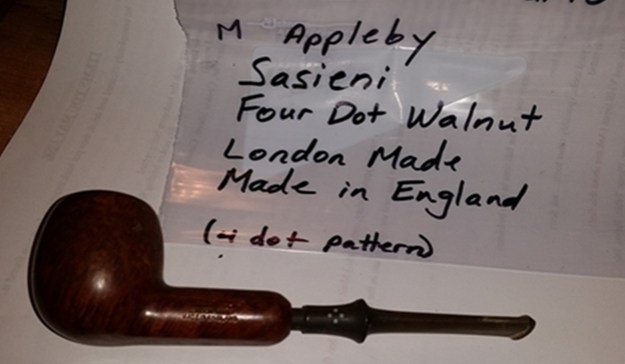 M Appleby
Sasieni
Four Dot Walnut
London Made
Made in England
(4 dot pattern)